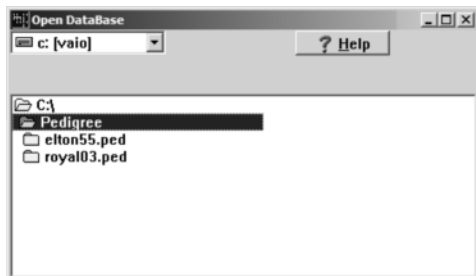 Open DataBase
c: [vaio]
? Help
C:\
Pedigree
elton55.ped
royal03.ped